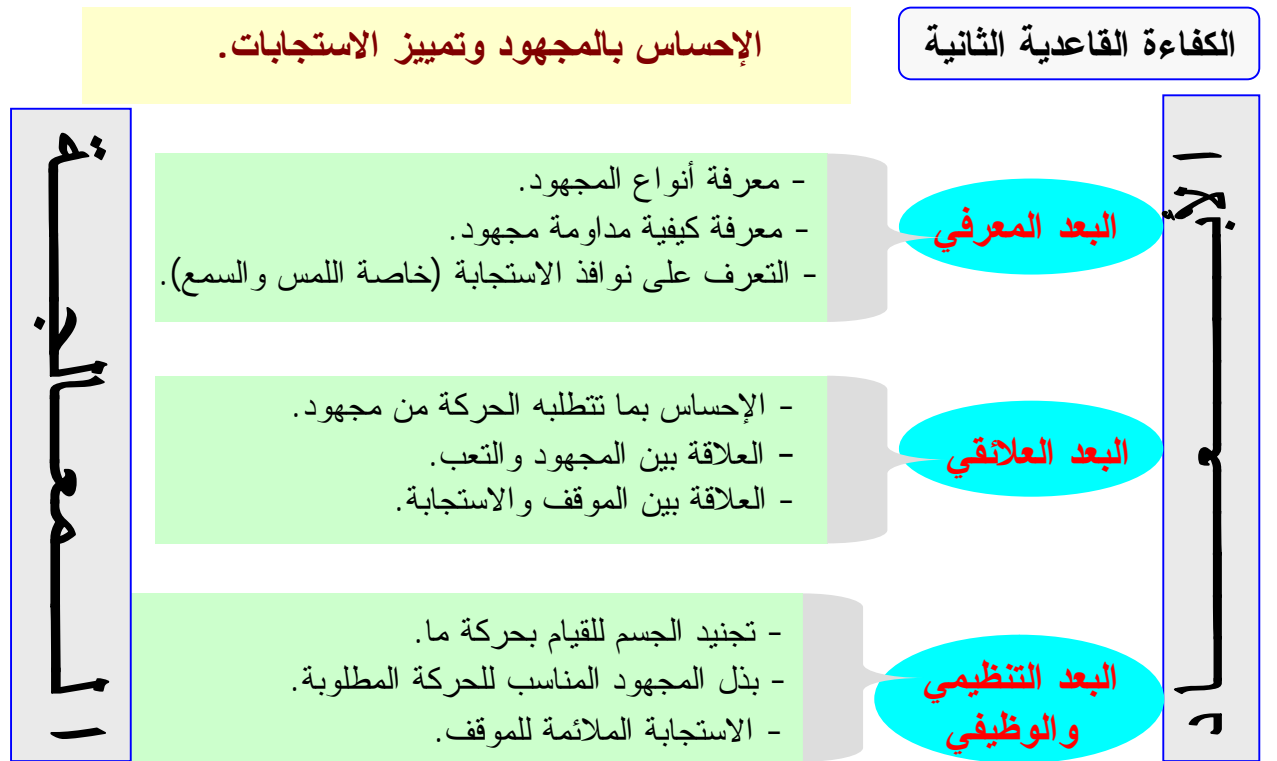 الكفاءة القاعدية الثانية
الإحساس بالمجهود وتمييز الاستجابات.
الأبـــعـــاد
المـــعـــالجـــة
البعد المعرفي
- معرفة أنواع المجهود.
- معرفة كيفية مداومة مجهود.
- التعرف على نوافذ الاستجابة (خاصة اللمس والسمع).
البعد العلائقي
- الإحساس بما تتطلبه الحركة من مجهود.
- العلاقة بين المجهود والتعب.
- العلاقة بين الموقف والاستجابة.
البعد التنظيمي
والوظيفي
- تجنيد الجسم للقيام بحركة ما.
- بذل المجهود المناسب للحركة المطلوبة.
- الاستجابة الملائمة للموقف.